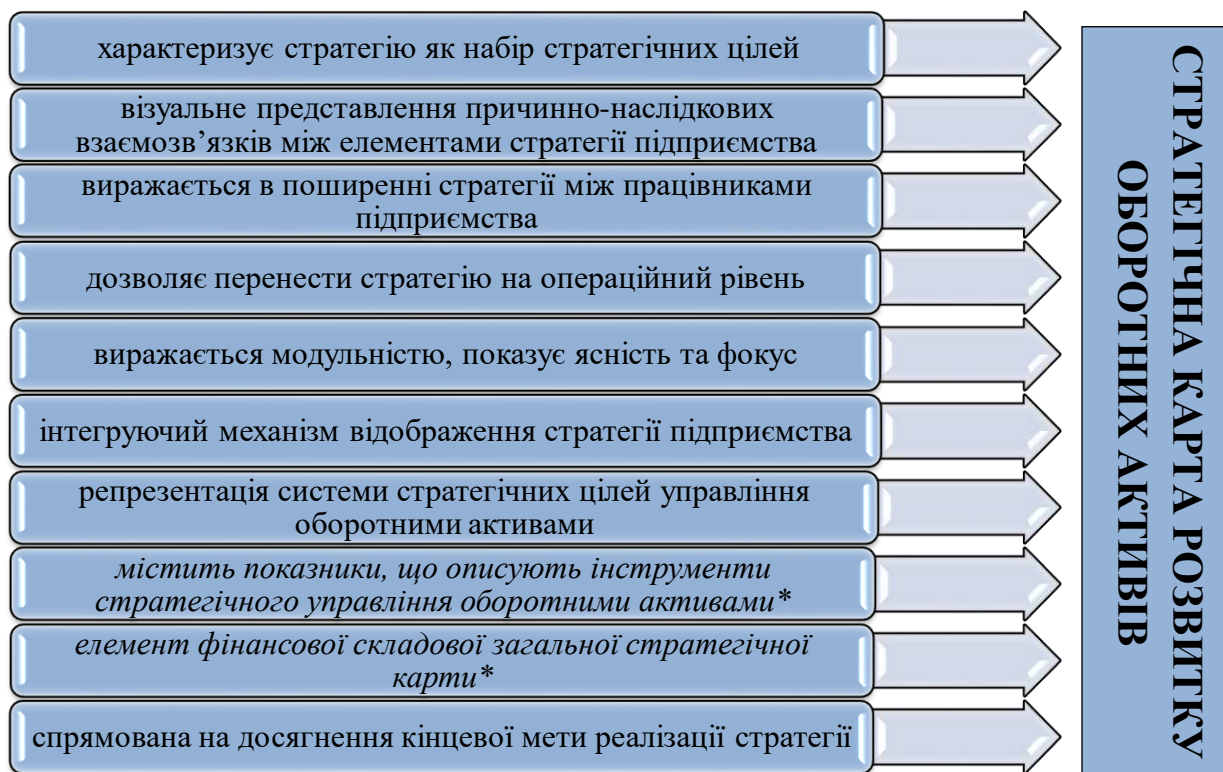 характеризує стратегію як набір стратегічних цілей
візуальне представлення причинно-наслідкових
взаємозв’язків між елементами стратегії підприємства
виражається в поширенні стратегії між працівниками
підприємства
дозволяє перенести стратегію на операційний рівень
виражається модульністю, показує ясність та фокус
інтегруючий механізм відображення стратегії підприємства
репрезентація системи стратегічних цілей управління
оборотними активами
містить показники, що описують інструменти
стратегічного управління оборотними активами*
елемент фінансової складової загальної стратегічної
карти*
спрямована на досягнення кінцевої мети реалізації стратегії
СТРАТЕГІЧНА КАРТА РОЗВИТКУ
ОБОРОТНИХ АКТИВІВ